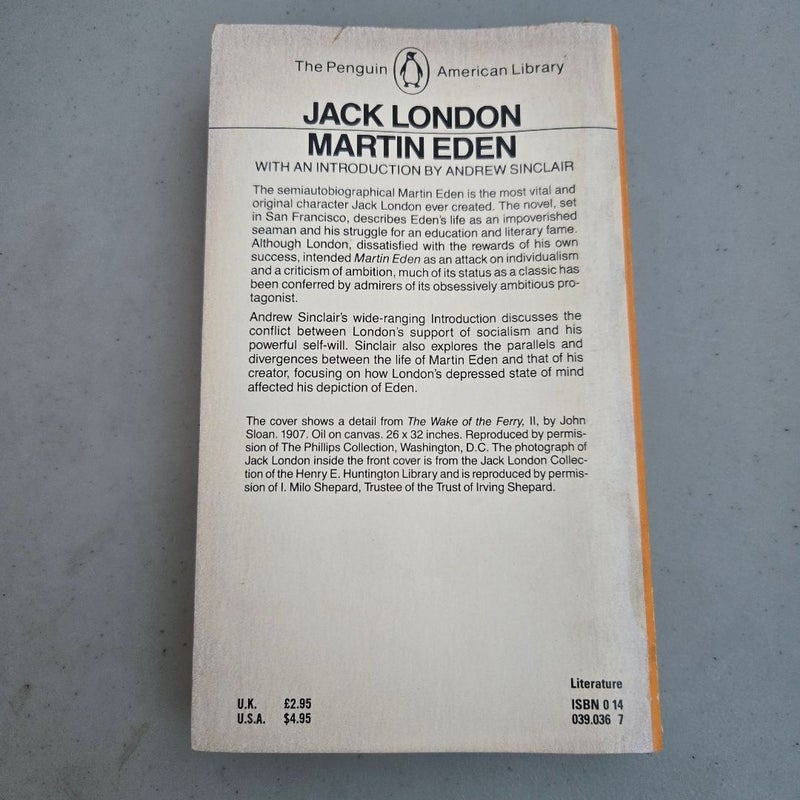 The Penguin American Library
JACK LONDON
MARTIN EDEN
WITH AN INTRODUCTION BY ANDREW SINCLAIR
The semiautobiographical Martin Eden is the most vital and
original character Jack London ever created. The novel, set
in San Francisco, describes Eden's life as an impoverished
seaman and his struggle for an education and literary fame.
Although London, dissatisfied with the rewards of his own
success, intended Martin Eden as an attack on individualism
and a criticism of ambition, much of its status as a classic has
been conferred by admirers of its obsessively ambitious pro-
tagonist.
Andrew Sinclair's wide-ranging Introduction discusses the
conflict between London's support of socialism and his
powerful self-will. Sinclair also explores the parallels and
divergences between the life of Martin Eden and that of his
creator, focusing on how London's depressed state of mind
affected his depiction of Eden.
The cover shows a detail from The Wake of the Ferry, II, by John
Sloan. 1907. Oil on canvas. 26 x 32 inches. Reproduced by permis-
sion of The Phillips Collection, Washington, D.C. The photograph of
Jack London inside the front cover is from the Jack London Collec-
tion of the Henry E. Huntington Library and is reproduced by permis-
sion of I. Milo Shepard, Trustee of the Trust of Irving Shepard.
Literature
U.K. £2.95 ISBN 0 14
U.S.A. $4.95 039.036 7